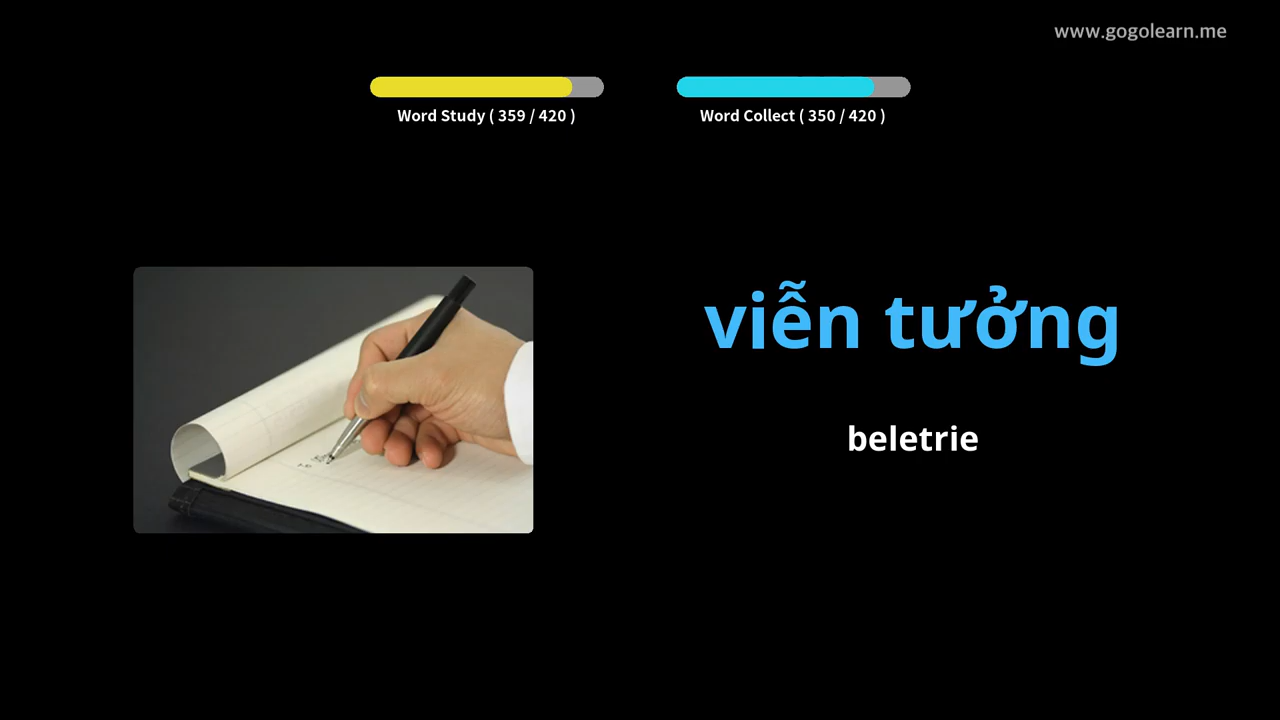 www.gogolearn.me
Word Study ( 359 / 420 )
Word Collect ( 350 / 420 )
viễn tưởng
beletrie